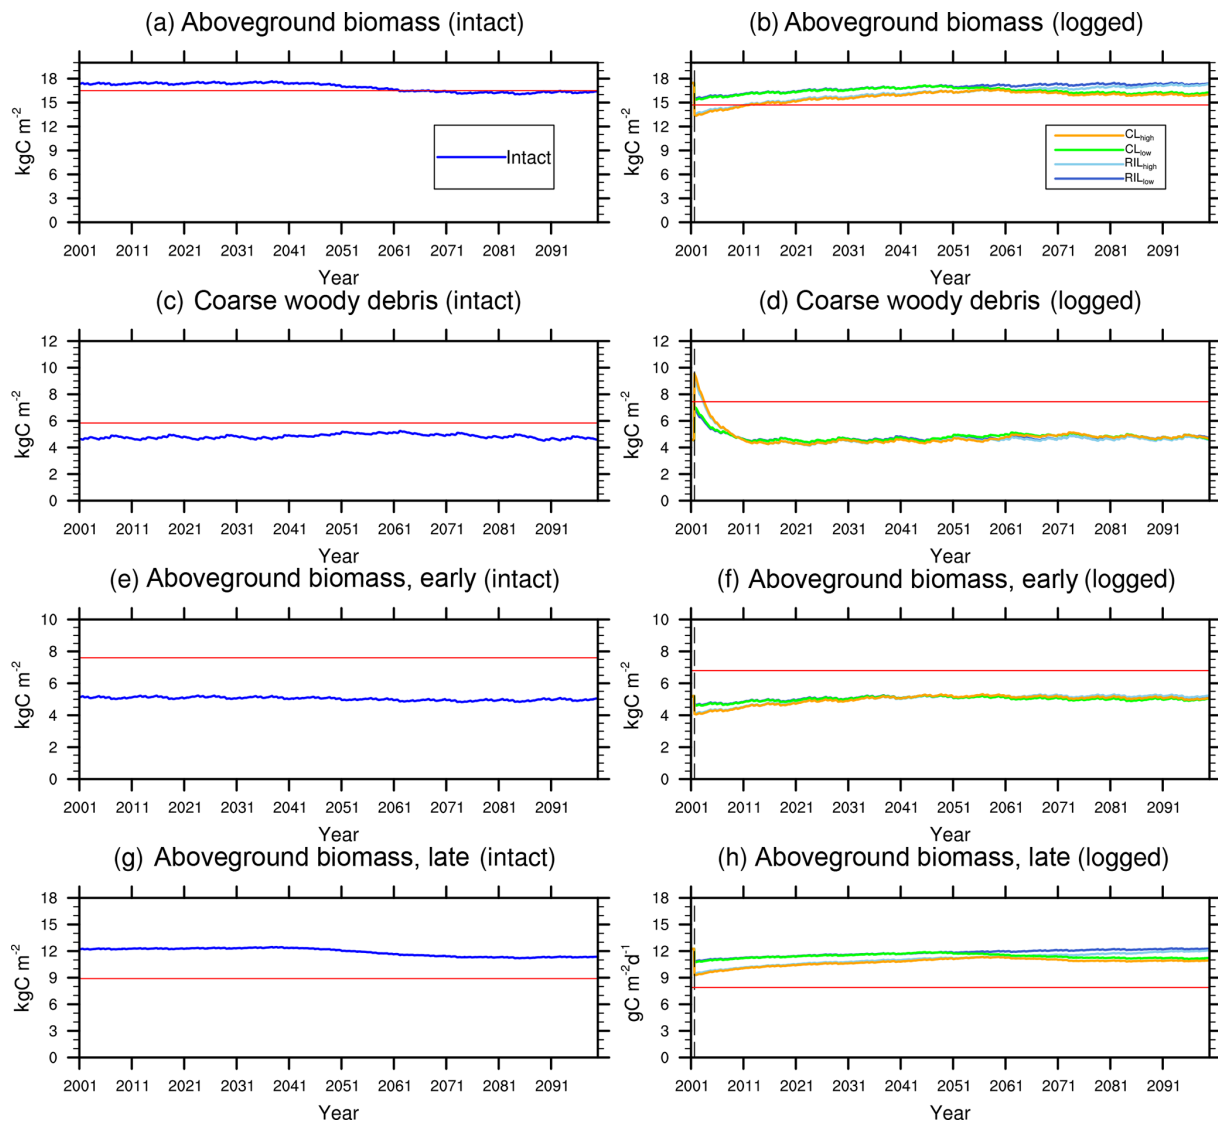 (a) Aboveground biomass (intact)
18
15
12
9
6
3
0
kgC m-2
Intact
2001 2011 2021 2031 2041 2051 2061 2071 2081 2091
Year
(b) Aboveground biomass (logged)
18
15
12
9
6
3
0
kgC m-2
CLhigh
CLlow
RILhigh
RILlow
2001 2011 2021 2031 2041 2051 2061 2071 2081 2091
Year
(c) Coarse woody debris (intact)
12
10
8
6
4
2
0
kgC m-2
2001 2011 2021 2031 2041 2051 2061 2071 2081 2091
Year
(d) Coarse woody debris (logged)
12
10
8
6
4
2
0
kgC m-2
2001 2011 2021 2031 2041 2051 2061 2071 2081 2091
Year
(e) Aboveground biomass, early (intact)
10
8
6
4
2
0
kgC m-2
2001 2011 2021 2031 2041 2051 2061 2071 2081 2091
Year
(f) Aboveground biomass, early (logged)
10
8
6
4
2
0
kgC m-2
2001 2011 2021 2031 2041 2051 2061 2071 2081 2091
Year
(g) Aboveground biomass, late (intact)
18
15
12
9
6
3
0
kgC m-2
2001 2011 2021 2031 2041 2051 2061 2071 2081 2091
Year
(h) Aboveground biomass, late (logged)
18
15
12
9
6
3
0
gC m-2d-1
2001 2011 2021 2031 2041 2051 2061 2071 2081 2091
Year